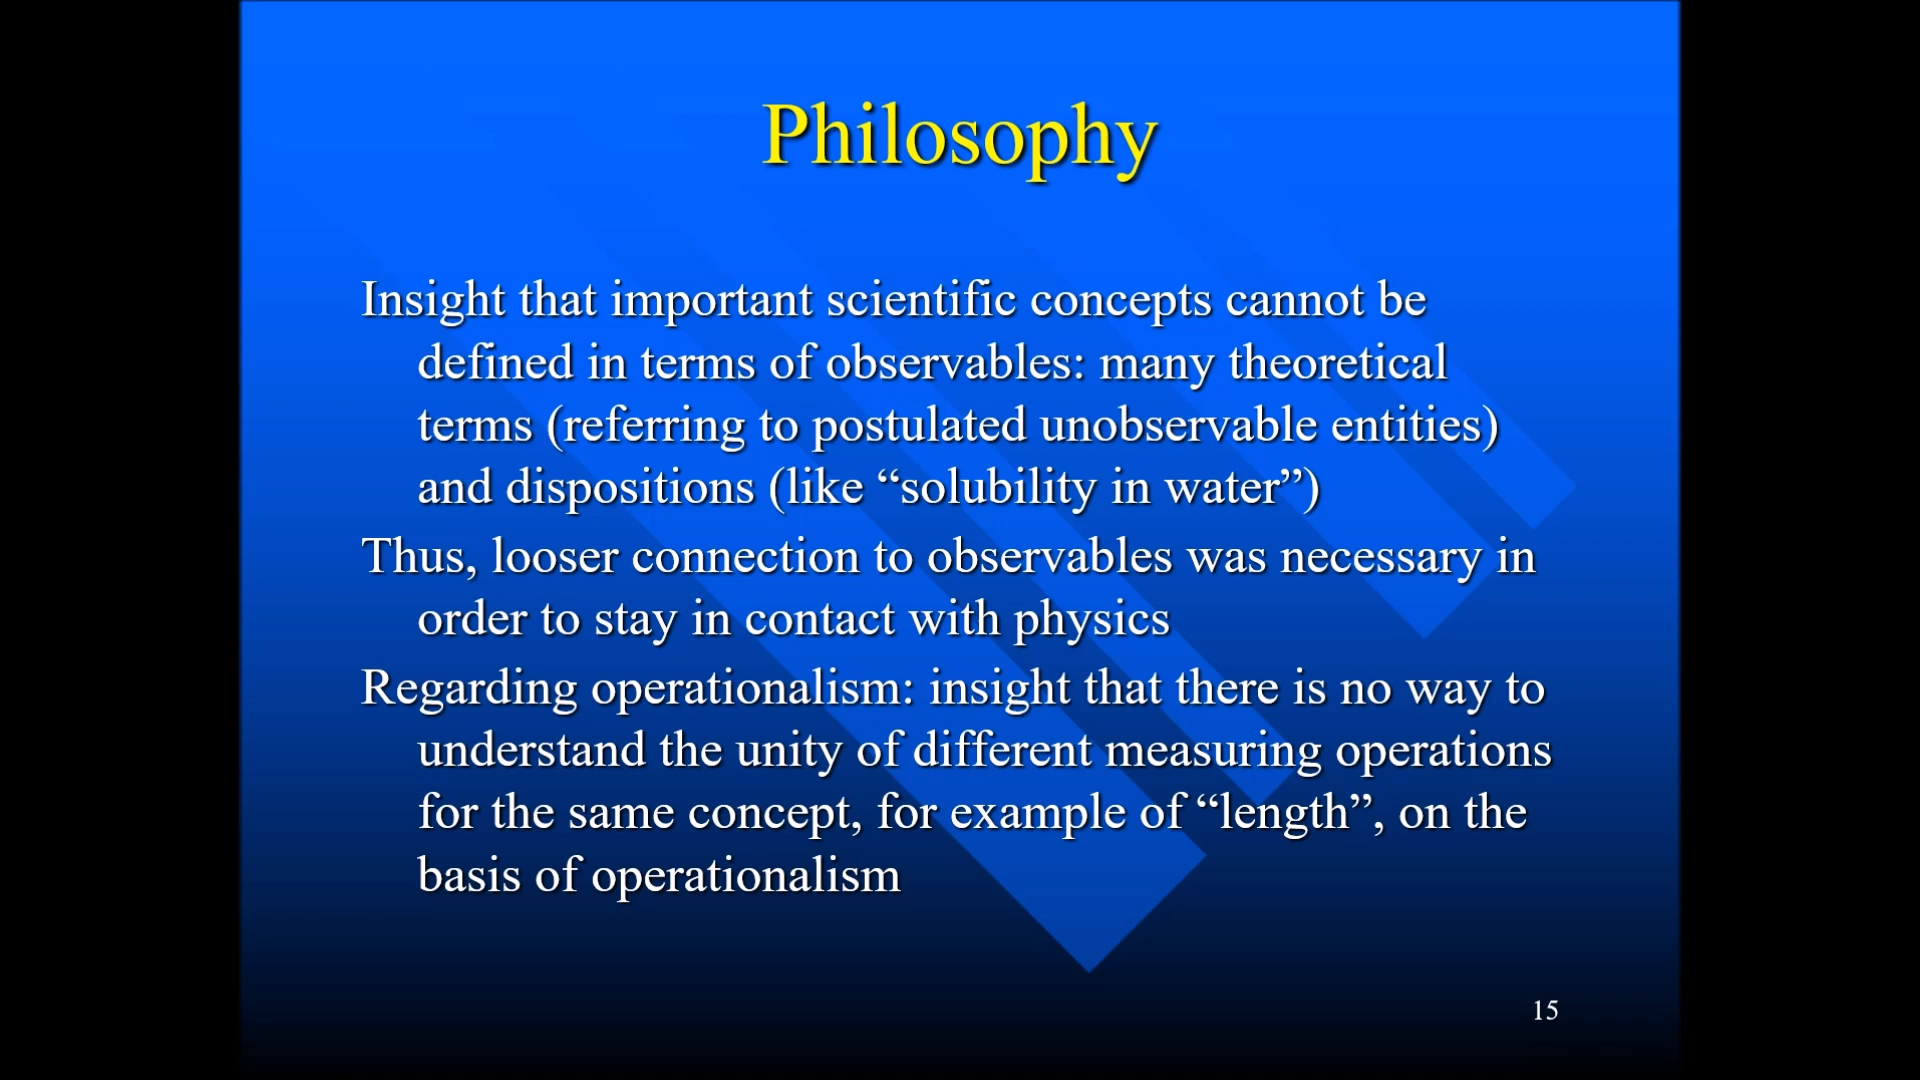 Philosophy
Insight that important scientific concepts cannot be
defined in terms of observables: many theoretical
terms (referring to postulated unobservable entities)
and dispositions (like “solubility in water”)
Thus, looser connection to observables was necessary in
order to stay in contact with physics
Regarding operationalism: insight that there is no way to
understand the unity of different measuring operations
for the same concept, for example of “length”, on the
basis of operationalism
15